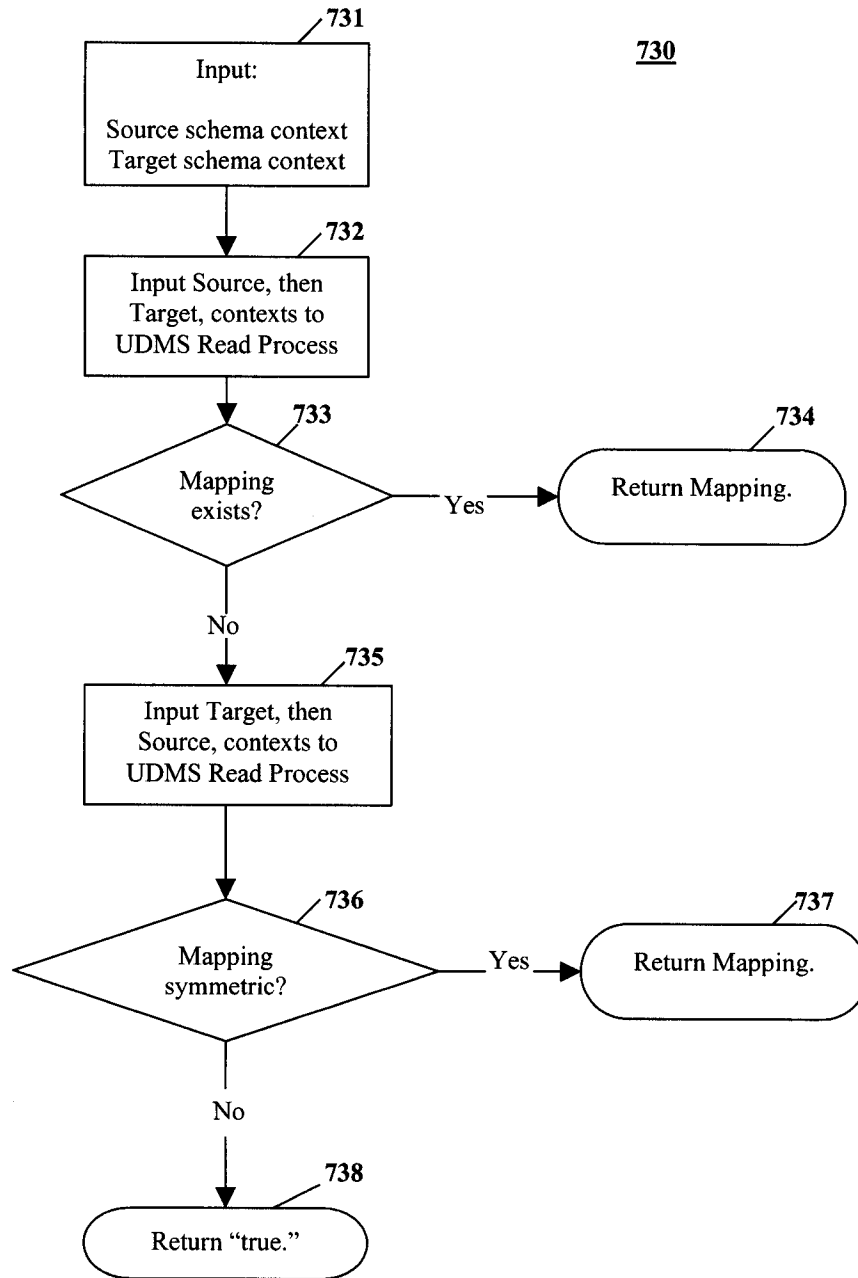 731
730
Input:
Source schema context
Target schema context
732
Input Source, then
Target, contexts to
UDMS Read Process
733
Mapping
exists?
Yes
734
Return Mapping.
No
735
Input Target, then
Source, contexts to
UDMS Read Process
736
Mapping
symmetric?
Yes
737
Return Mapping.
No
738
Return “true.”